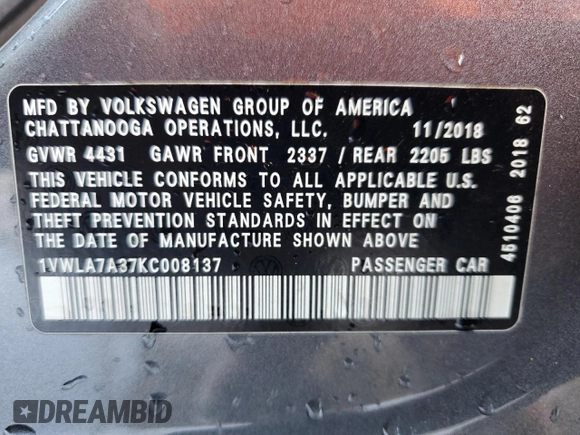 MFD BY VOLKSWAGEN GROUP OF AMERICA
CHATTANOOGA OPERATIONS, LLC. 11/2018
GVWR 4431 GAWR FRONT 2337 / REAR 2205 LBS
THIS VEHICLE CONFORMS TO ALL APPLICABLE U.S.
FEDERAL MOTOR VEHICLE SAFETY, BUMPER AND
THEFT PREVENTION STANDARDS IN EFFECT ON
THE DATE OF MANUFACTURE SHOWN ABOVE
1VWLA7A37KC008137 PASSENGER CAR
4510406 2018 62
DREAMBID